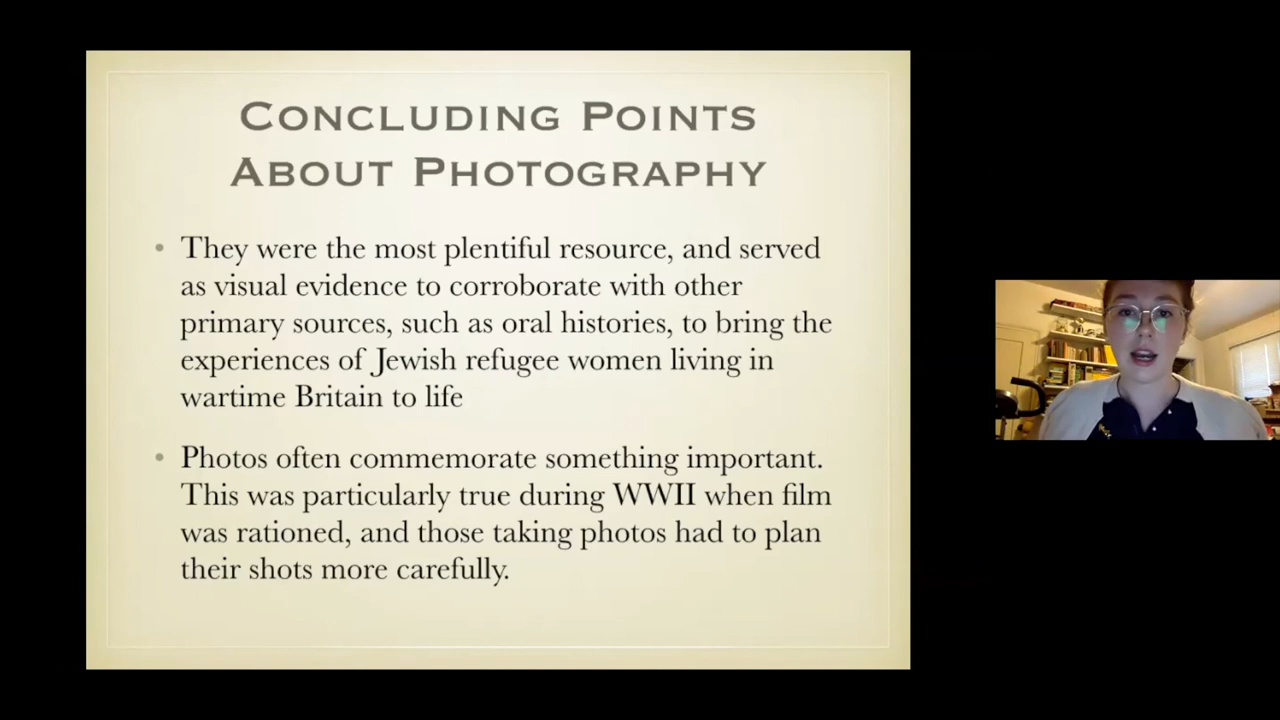 Concluding Points
About Photography
• They were the most plentiful resource, and served
as visual evidence to corroborate with other
primary sources, such as oral histories, to bring the
experiences of Jewish refugee women living in
wartime Britain to life
• Photos often commemorate something important.
This was particularly true during WWII when film
was rationed, and those taking photos had to plan
their shots more carefully.